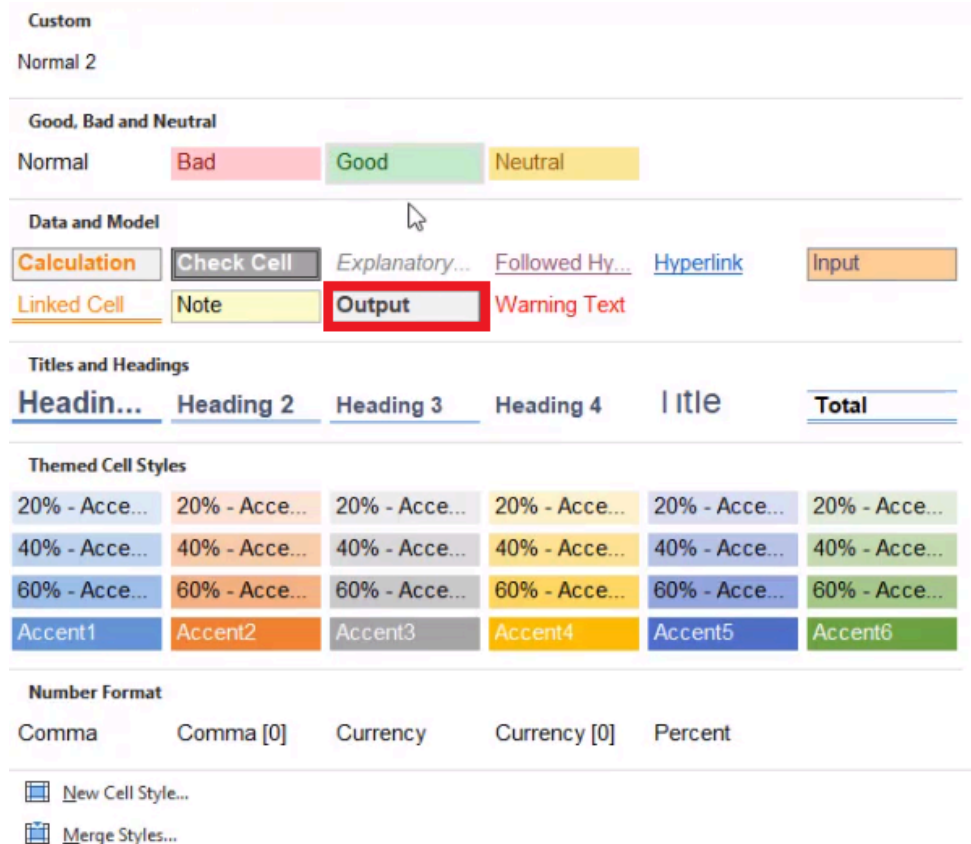 Custom
Normal 2
Good, Bad and Neutral
Normal Bad Good Neutral
Data and Model
Calculation Check Cell Explanatory... Followed Hy... Hyperlink Input
Linked Cell Note Output Warning Text
Titles and Headings
Headin... Heading 2 Heading 3 Heading 4 Title Total
Themed Cell Styles
20% - Acce... 20% - Acce... 20% - Acce... 20% - Acce... 20% - Acce... 20% - Acce...
40% - Acce... 40% - Acce... 40% - Acce... 40% - Acce... 40% - Acce... 40% - Acce...
60% - Acce... 60% - Acce... 60% - Acce... 60% - Acce... 60% - Acce... 60% - Acce...
Accent1 Accent2 Accent3 Accent4 Accent5 Accent6
Number Format
Comma Comma [0] Currency Currency [0] Percent
New Cell Style...
Merge Styles...